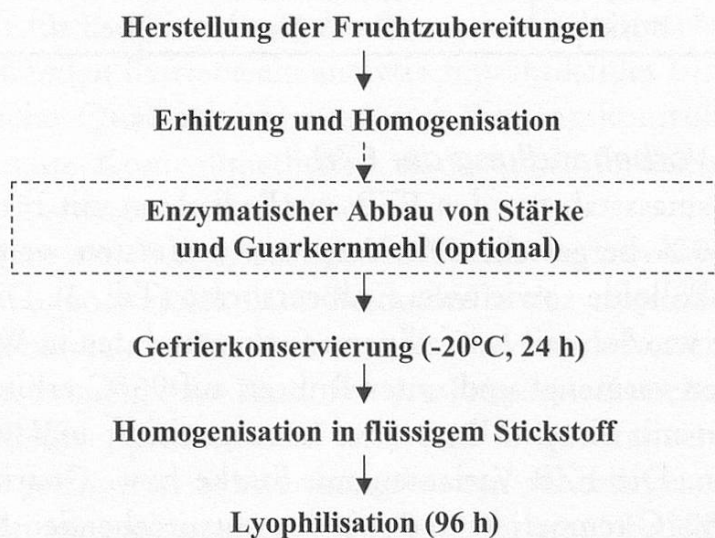 Herstellung der Fruchtzubereitungen
Erhitzung und Homogenisation
Enzymatischer Abbau von Stärke
und Guarkernmehl (optional)
Gefrierkonservierung (-20°C, 24 h)
Homogenisation in flüssigem Stickstoff
Lyophilisation (96 h)